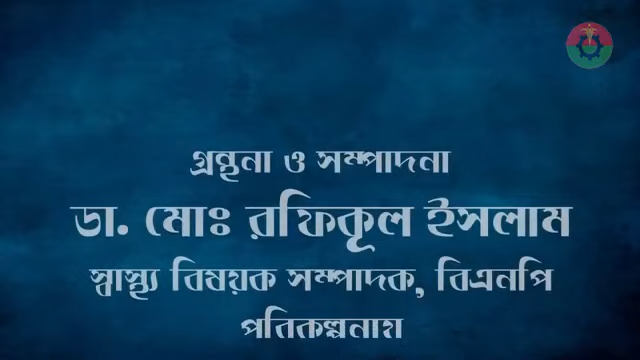 গ্রন্থনা ও সম্পাদনা
ডা. মোঃ রফিকূল ইসলাম
স্বাস্থ্য বিষয়ক সম্পাদক, বিএনপি
পরিকল্পনায়